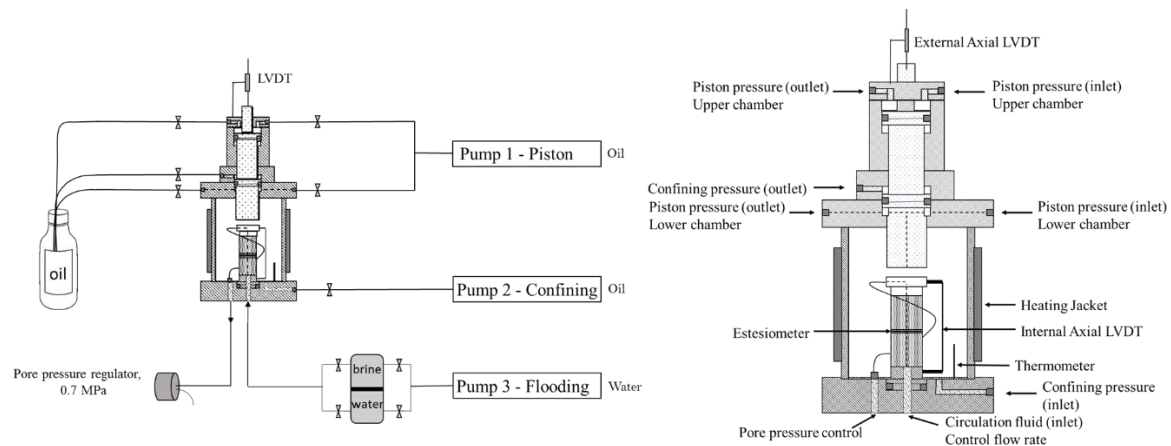 LVDT
Pump 1 - Piston
Oil
oil
Pump 2 - Confining
Oil
Pore pressure regulator,
0.7 MPa
brine
water
Pump 3 - Flooding
Water
External Axial LVDT
Piston pressure (outlet)
Upper chamber
Piston pressure (inlet)
Upper chamber
Confining pressure (outlet)
Piston pressure (outlet)
Lower chamber
Piston pressure (inlet)
Lower chamber
Heating Jacket
Estesiometer
Internal Axial LVDT
Thermometer
Confining pressure
(inlet)
Pore pressure control
Circulation fluid (inlet)
Control flow rate